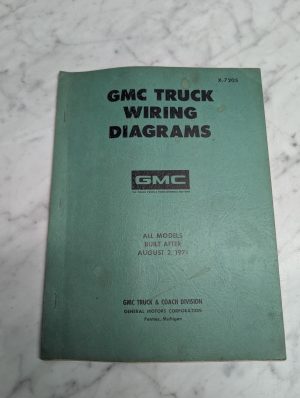 X-7205
GMC TRUCK
WIRING
DIAGRAMS
GMC
ALL MODELS
BUILT AFTER
AUGUST 2, 1971
GMC TRUCK & COACH DIVISION
GENERAL MOTORS CORPORATION
Pontiac, Michigan